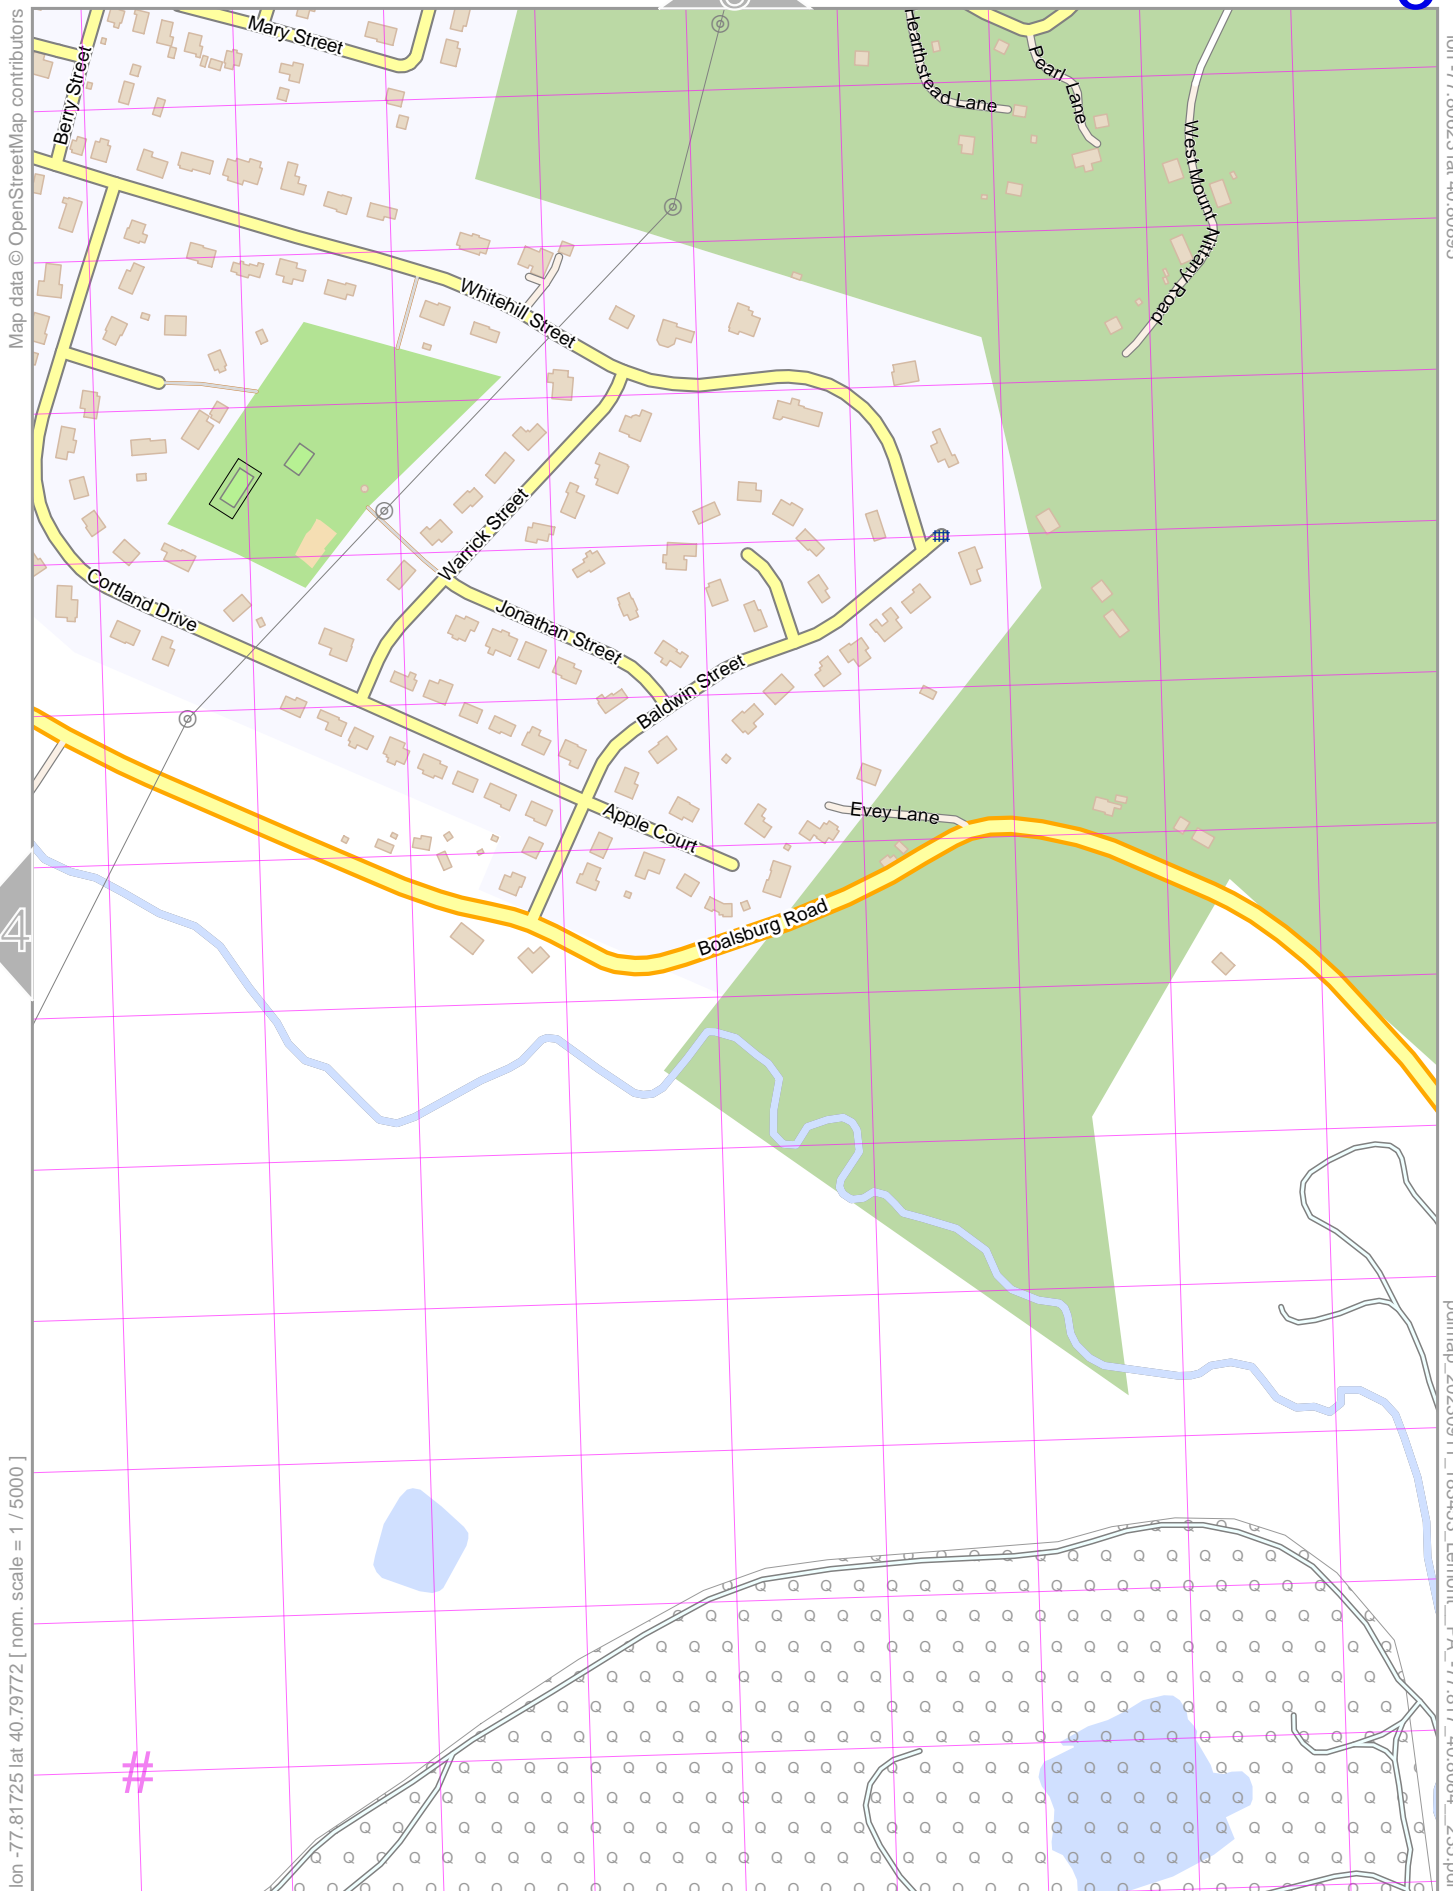 Map data © OpenStreetMap contributors
Mary Street
Berry Street
Hearthstead Lane
Pearl Lane
West Mount Nittany Road
Whitehill Street
Warrick Street
Cortland Drive
Jonathan Street
Baldwin Street
Evey Lane
Apple Court
Boalsburg Road
4
lon -77.81725 lat 40.79772 [ nom. scale = 1 / 5000 ]
#